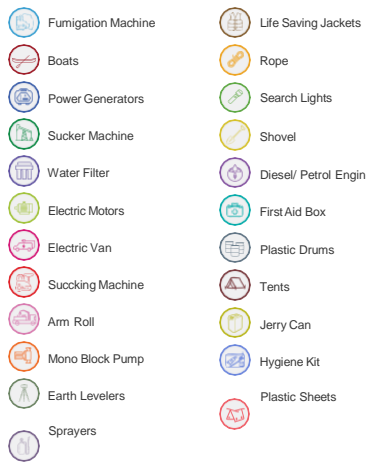 Fumigation Machine
Boats
Power Generators
Sucker Machine
Water Filter
Electric Motors
Electric Van
Succking Machine
Arm Roll
Mono Block Pump
Earth Levelers
Sprayers
Life Saving Jackets
Rope
Search Lights
Shovel
Diesel/ Petrol Engin
First Aid Box
Plastic Drums
Tents
Jerry Can
Hygiene Kit
Plastic Sheets